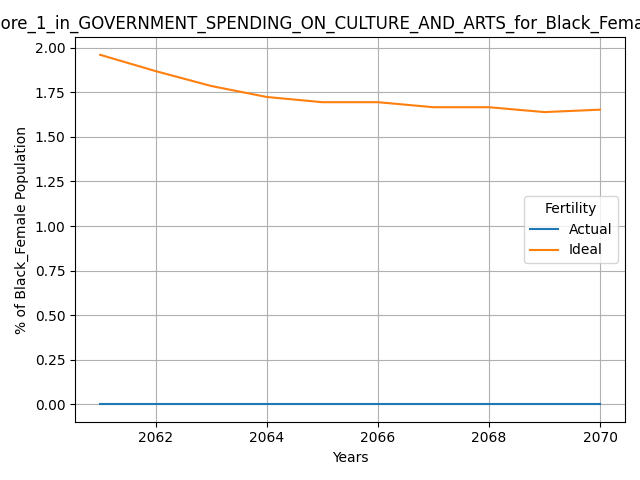 ore_1_in_GOVERNMENT_SPENDING_ON_CULTURE_AND_ARTS_for_Black_Fema
2.00
1.75
1.50
1.25
1.00
0.75
0.50
0.25
0.00
% of Black_Female Population
Fertility
Actual
Ideal
2062 2064 2066 2068 2070
Years